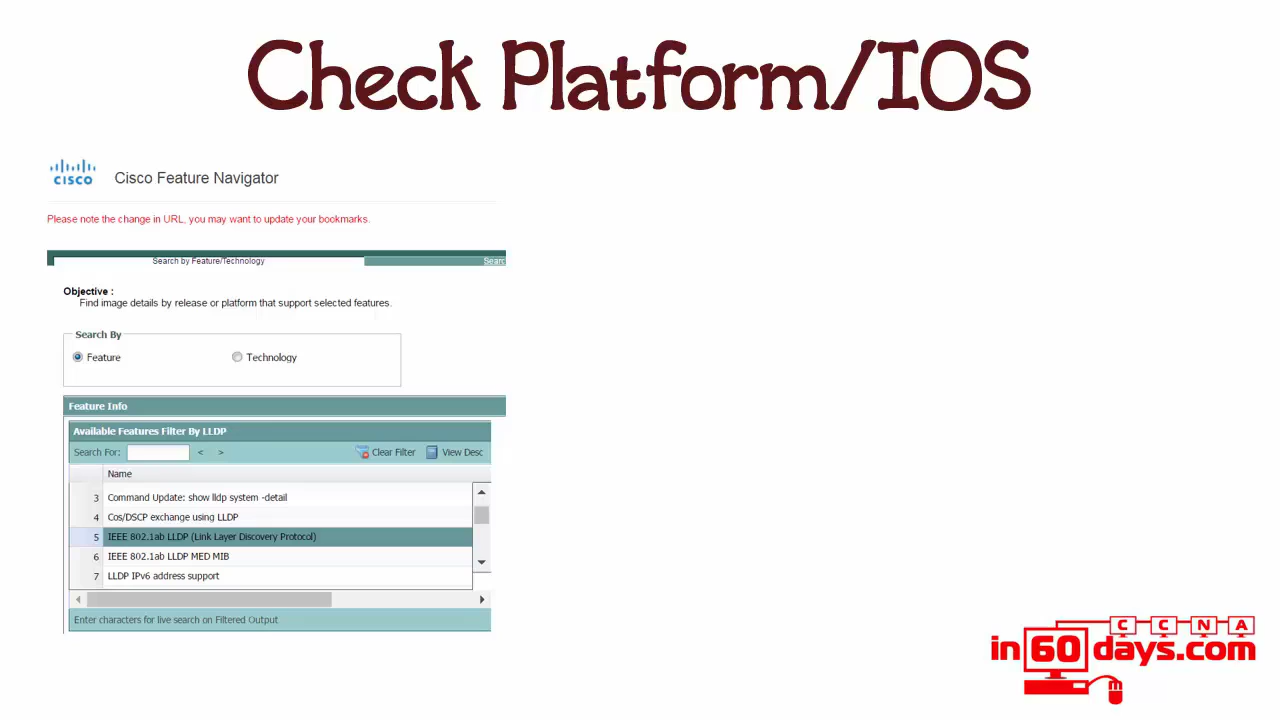 Check Platform/IOS
CISCO Cisco Feature Navigator
Please note the change in URL, you may want to update your bookmarks.
Search by Feature/Technology Searc
Objective :
Find image details by release or platform that support selected features.
Search By
Feature Technology
Feature Info
Available Features Filter By LLDP
Search For: < > Clear Filter View Desc
Name
3 Command Update: show lldp system -detail
4 Cos/DSCP exchange using LLDP
5 IEEE 802.1ab LLDP (Link Layer Discovery Protocol)
6 IEEE 802.1ab LLDP MED MIB
7 LLDP IPv6 address support
Enter characters for live search on Filtered Output
C C N A
in 60 days.com